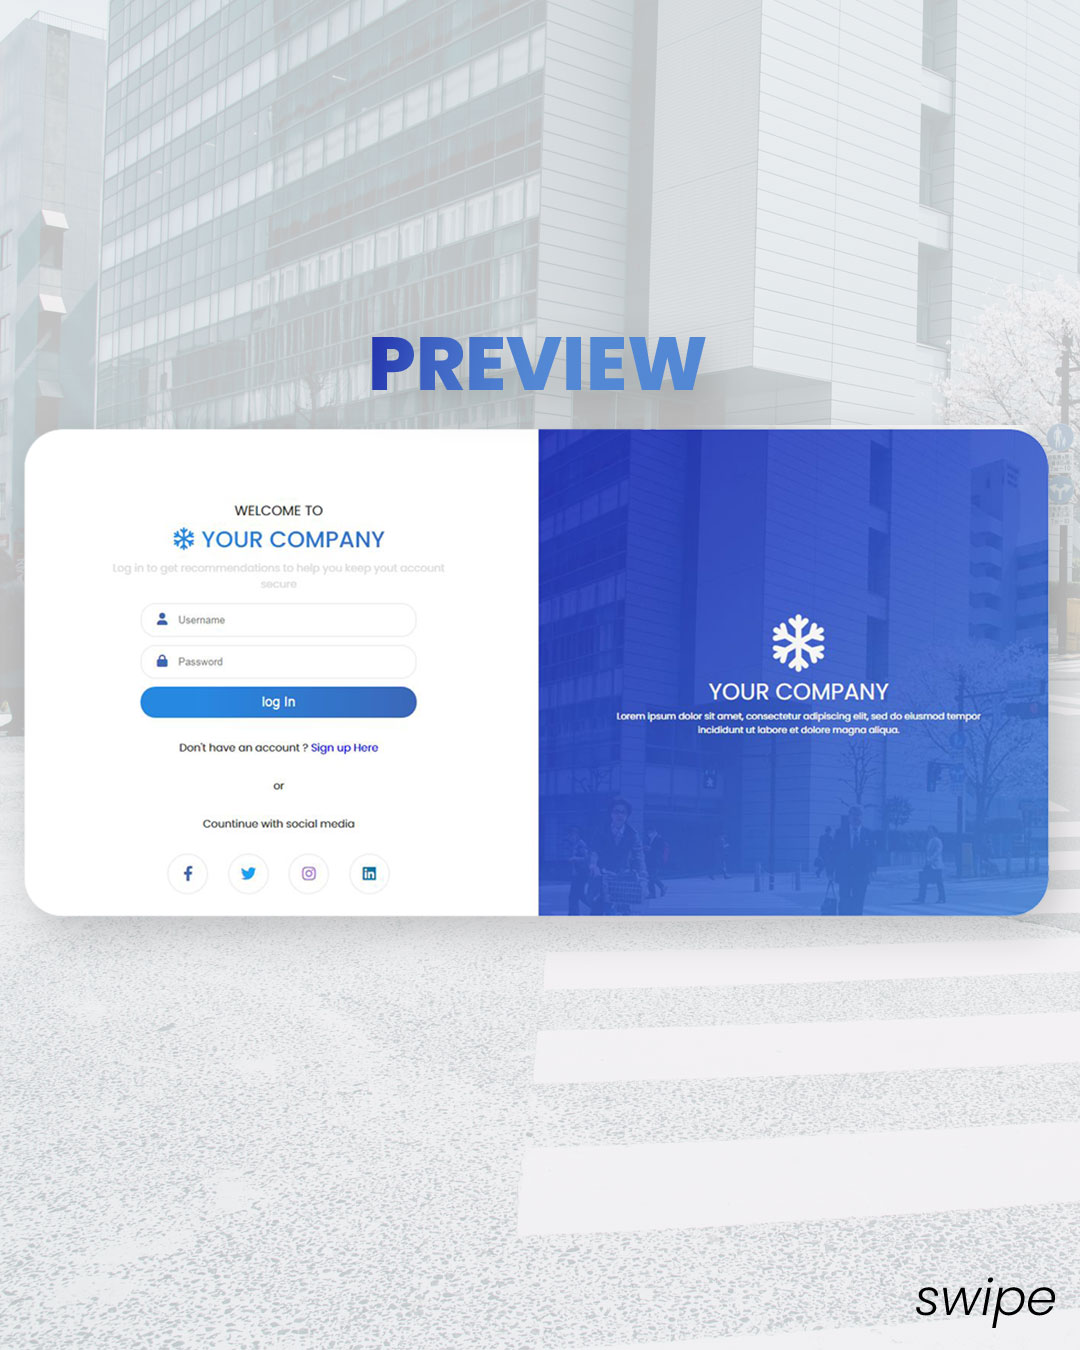 PREVIEW
WELCOME TO
YOUR COMPANY
Log in to get recommendations to help you keep yout account
secure
Username
Password
log In
Don't have an account ? Sign up Here
or
Countinue with social media
YOUR COMPANY
Lorem ipsum dolor sit amet, consectetur adipiscing elit, sed do eiusmod tempor
incididunt ut labore et dolore magna aliqua.
swipe